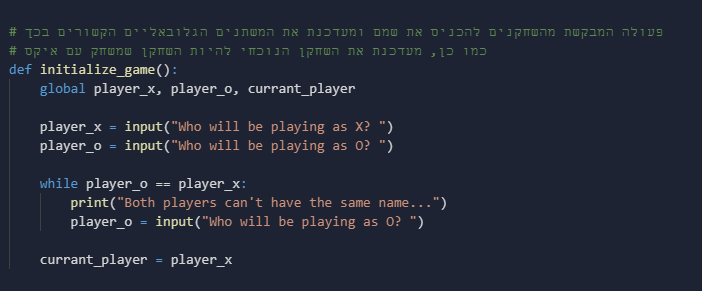 # פעולה המבקשת מהשחקנים להכניס את שמם ומעדכנת את המשתנים הגלובאליים הקשורים בכך
# כמו כן, מעדכנת את השחקן הנוכחי להיות השחקן שמשחק עם איקס
def initialize_game():
    global player_x, player_o, currant_player

    player_x = input("Who will be playing as X? ")
    player_o = input("Who will be playing as O? ")

    while player_o == player_x:
        print("Both players can't have the same name...")
        player_o = input("Who will be playing as O? ")

    currant_player = player_x